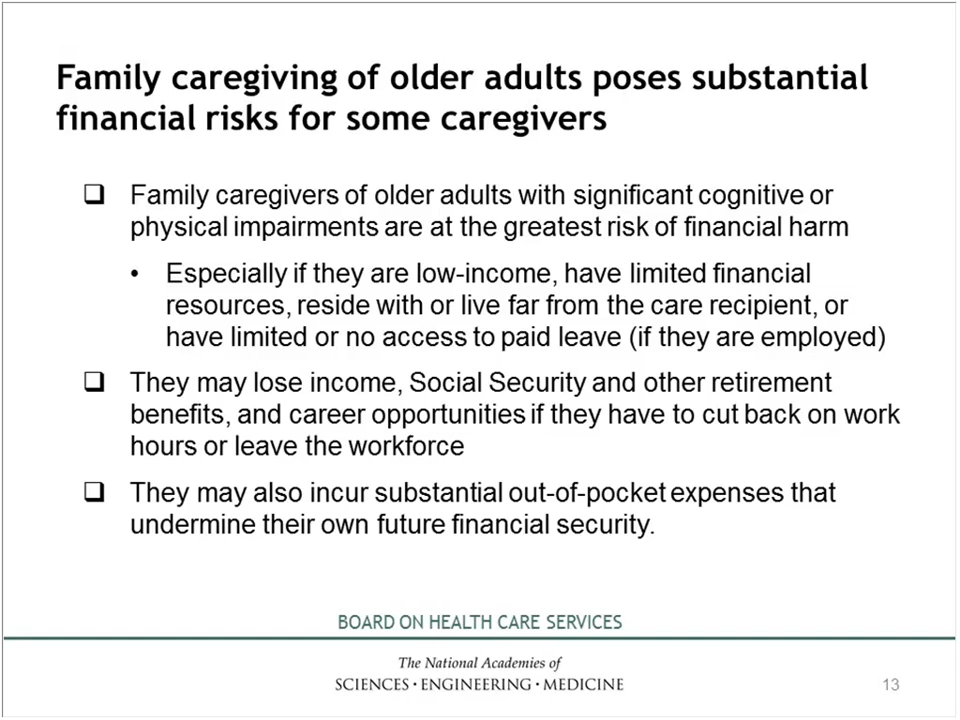 Family caregiving of older adults poses substantial
financial risks for some caregivers
❑ Family caregivers of older adults with significant cognitive or
physical impairments are at the greatest risk of financial harm
• Especially if they are low-income, have limited financial
resources, reside with or live far from the care recipient, or
have limited or no access to paid leave (if they are employed)
❑ They may lose income, Social Security and other retirement
benefits, and career opportunities if they have to cut back on work
hours or leave the workforce
❑ They may also incur substantial out-of-pocket expenses that
undermine their own future financial security.
BOARD ON HEALTH CARE SERVICES
The National Academies of
SCIENCES · ENGINEERING · MEDICINE
13